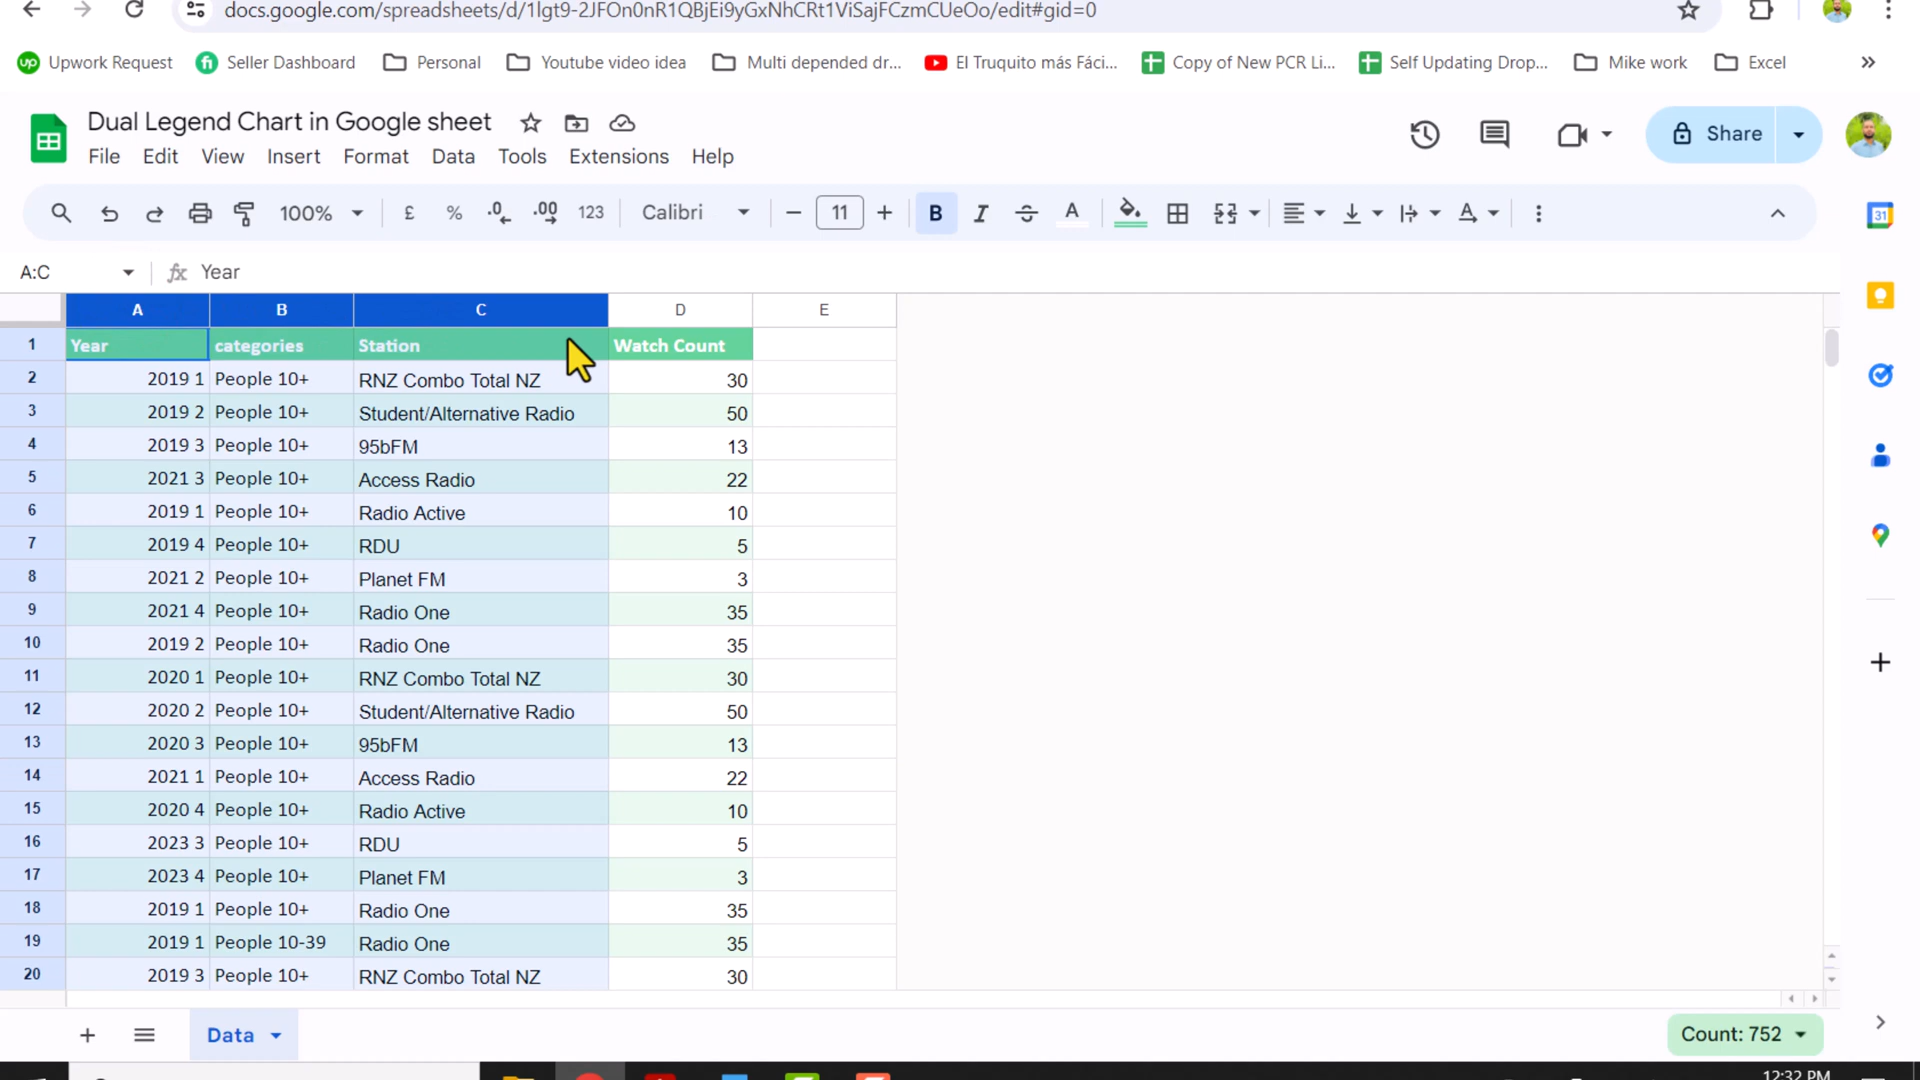 docs.google.com/spreadsheets/d/1lgt9-2JFOn0nR1QBjEi9yGxNhCRt1ViSajFCzmCUeOo/edit#gid=0
Upwork Request Seller Dashboard Personal Youtube video idea Multi depended dr... El Truquito más Fáci... Copy of New PCR Li... Self Updating Drop... Mike work Excel
Dual Legend Chart in Google sheet
File Edit View Insert Format Data Tools Extensions Help
Share
100% £ % .0 .00 123 Calibri 11 B I A A
31
A:C fx Year
A B C D E
1 Year categories Station Watch Count
2 2019 1 People 10+ RNZ Combo Total NZ 30
3 2019 2 People 10+ Student/Alternative Radio 50
4 2019 3 People 10+ 95bFM 13
5 2021 3 People 10+ Access Radio 22
6 2019 1 People 10+ Radio Active 10
7 2019 4 People 10+ RDU 5
8 2021 2 People 10+ Planet FM 3
9 2021 4 People 10+ Radio One 35
10 2019 2 People 10+ Radio One 35
11 2020 1 People 10+ RNZ Combo Total NZ 30
12 2020 2 People 10+ Student/Alternative Radio 50
13 2020 3 People 10+ 95bFM 13
14 2021 1 People 10+ Access Radio 22
15 2020 4 People 10+ Radio Active 10
16 2023 3 People 10+ RDU 5
17 2023 4 People 10+ Planet FM 3
18 2019 1 People 10+ Radio One 35
19 2019 1 People 10-39 Radio One 35
20 2019 3 People 10+ RNZ Combo Total NZ 30
Data
Count: 752
12:32 PM